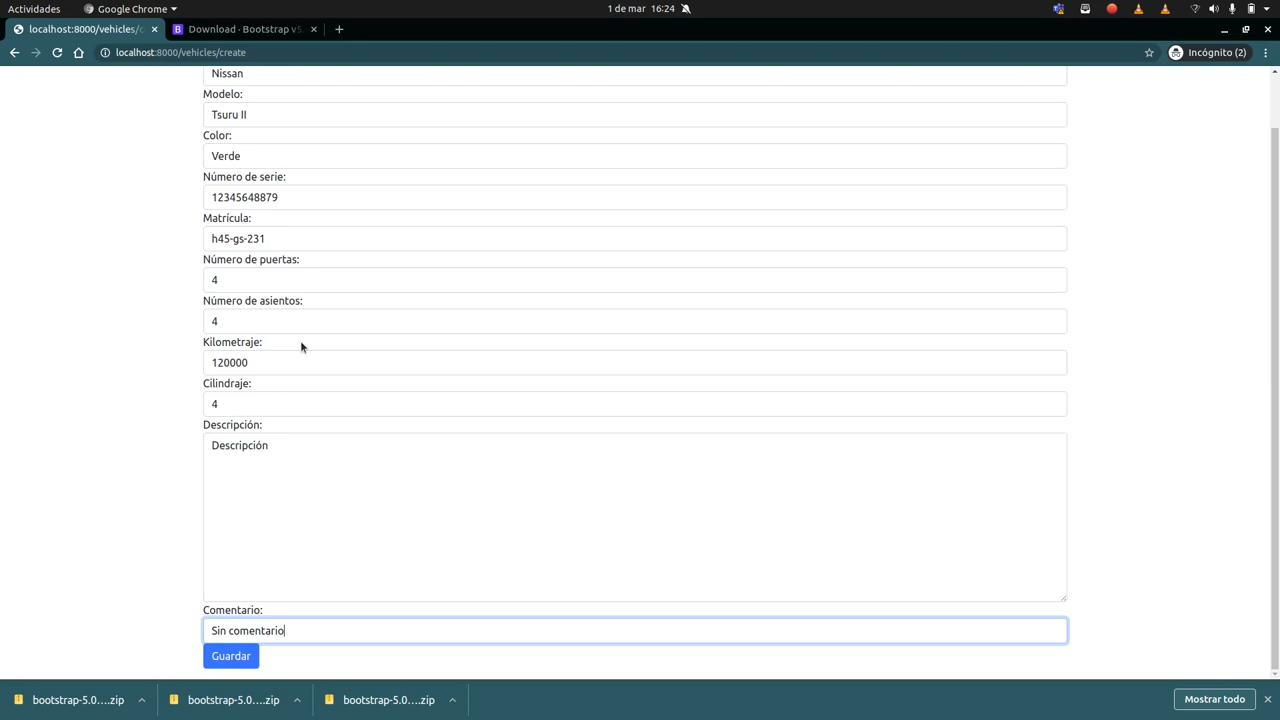 Actividades
Google Chrome
1 de mar 16:24
localhost:8000/vehicles/c
Download · Bootstrap v5.
localhost:8000/vehicles/create
Incógnito (2)
Nissan
Modelo:
Tsuru II
Color:
Verde
Número de serie:
12345648879
Matrícula:
h45-gs-231
Número de puertas:
4
Número de asientos:
4
Kilometraje:
120000
Cilindraje:
4
Descripción:
Descripción
Comentario:
Sin comentario
Guardar
bootstrap-5.0....zip
bootstrap-5.0....zip
bootstrap-5.0....zip
Mostrar todo